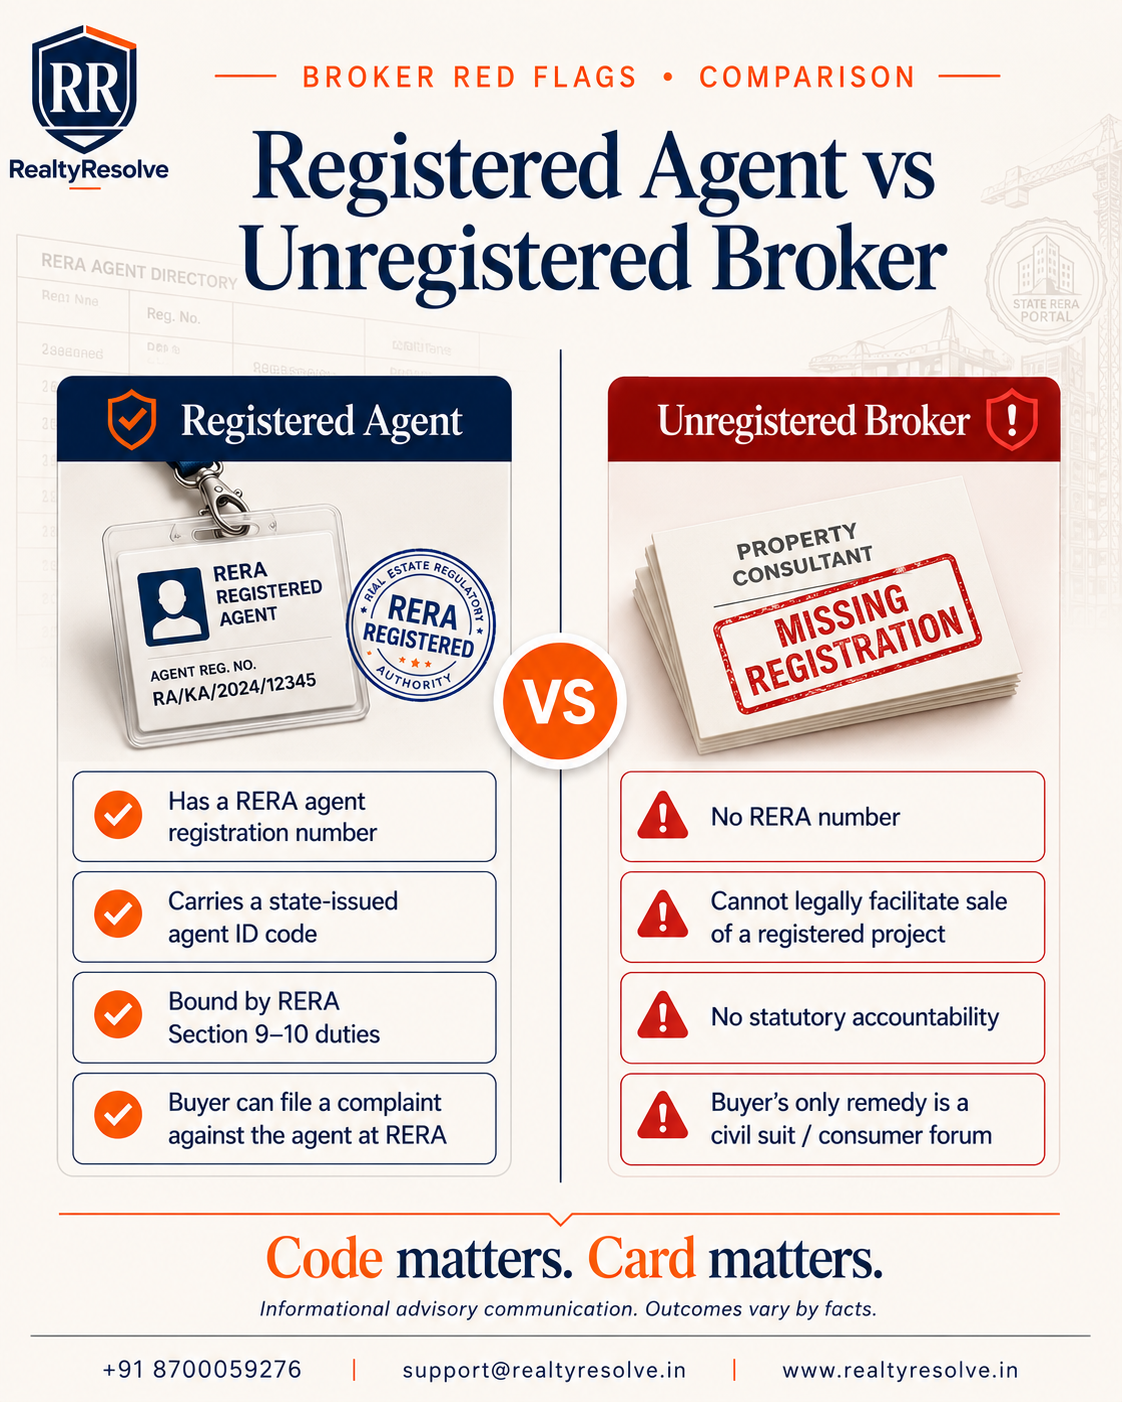 RR
RealtyResolve
BROKER RED FLAGS • COMPARISON
Registered Agent vs
Unregistered Broker
RERA AGENT DIRECTORY
Reg. No.
STATE RERA
PORTAL
Registered Agent
RERA
REGISTERED
AGENT
AGENT REG. NO.
RA/KA/2024/12345
REAL ESTATE REGULATORY
RERA
REGISTERED
AUTHORITY
VS
Unregistered Broker
PROPERTY
CONSULTANT
MISSING
REGISTRATION
Has a RERA agent
registration number
Carries a state-issued
agent ID code
Bound by RERA
Section 9–10 duties
Buyer can file a complaint
against the agent at RERA
No RERA number
Cannot legally facilitate sale
of a registered project
No statutory accountability
Buyer's only remedy is a
civil suit / consumer forum
Code matters. Card matters.
Informational advisory communication. Outcomes vary by facts.
+91 8700059276 | support@realtyresolve.in | www.realtyresolve.in